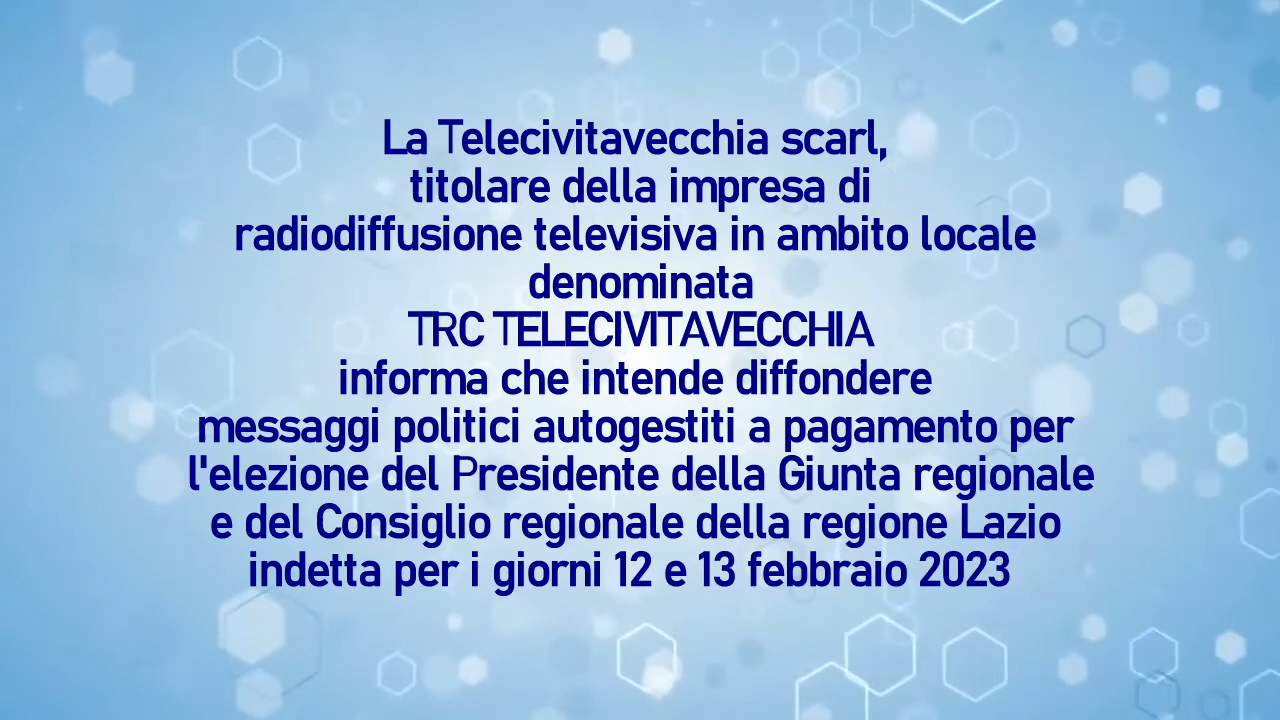 La Telecivitavecchia scarl,
titolare della impresa di
radiodiffusione televisiva in ambito locale
denominata
TRC TELECIVITAVECCHIA
informa che intende diffondere
messaggi politici autogestiti a pagamento per
l'elezione del Presidente della Giunta regionale
e del Consiglio regionale della regione Lazio
indetta per i giorni 12 e 13 febbraio 2023